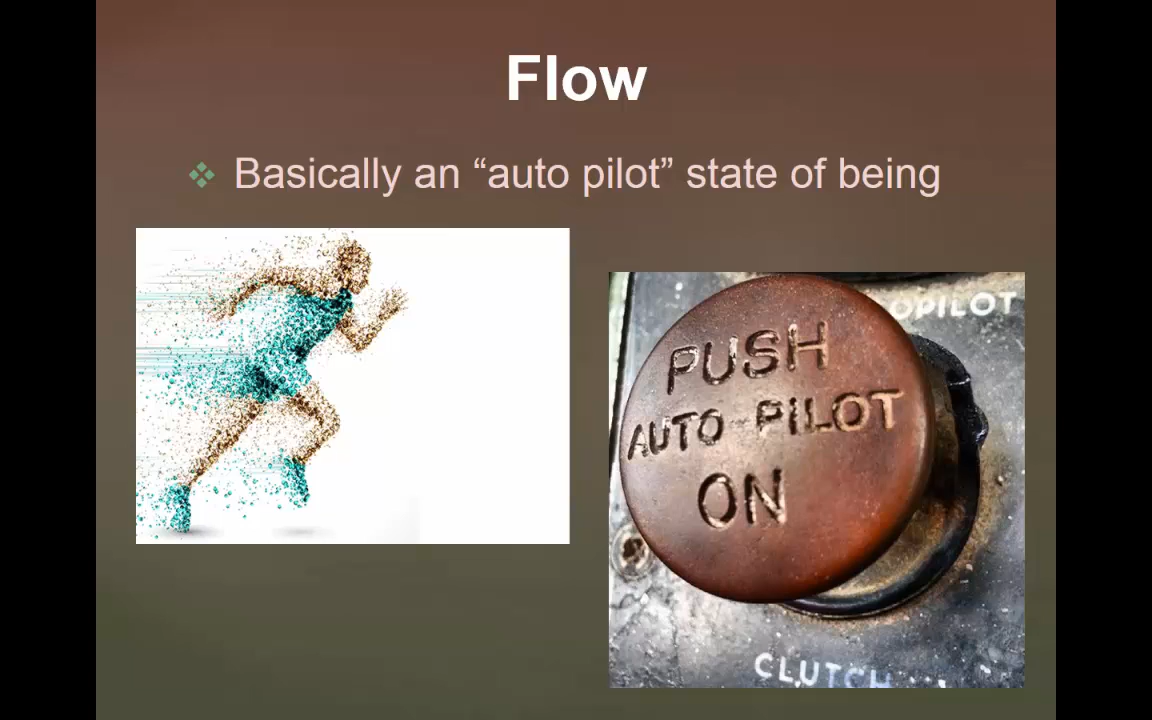 Flow
Basically an “auto pilot” state of being
OPILOT
PUSH
AUTO PILOT
ON
CLUTCH